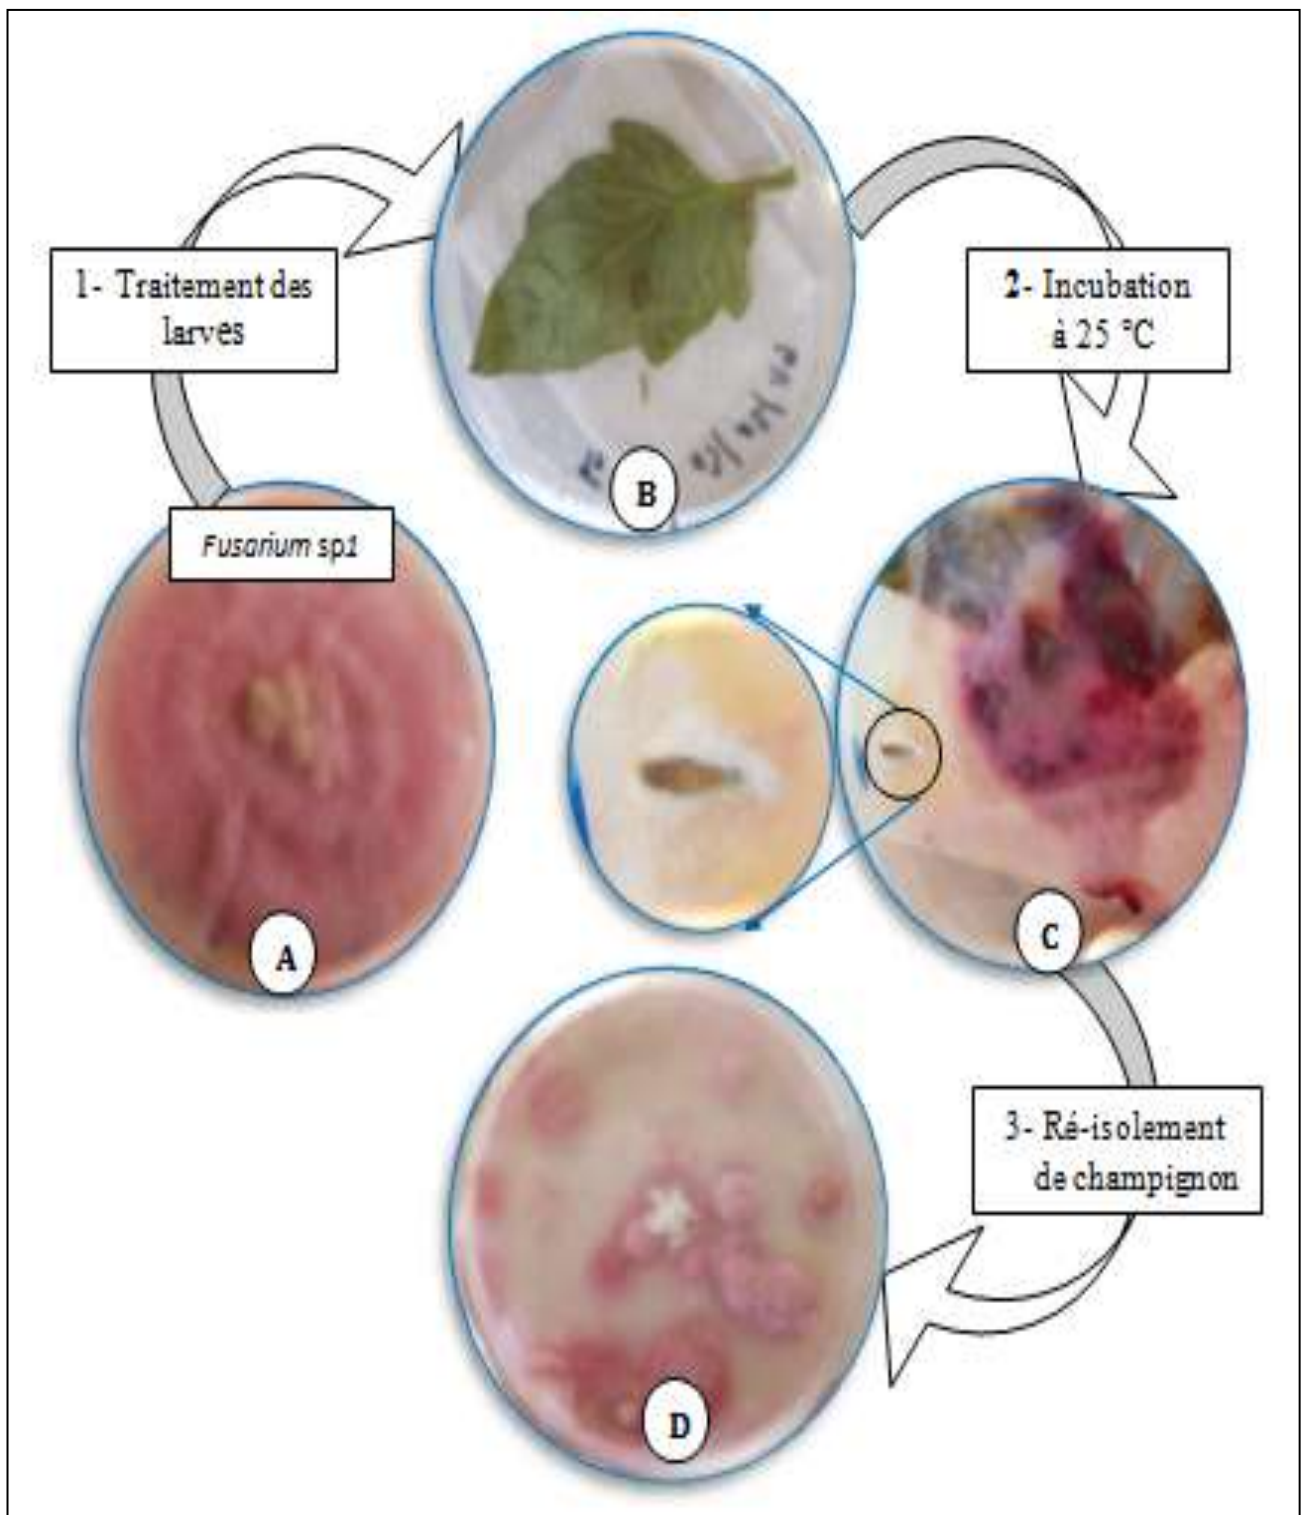 1- Traitement des
larves
2- Incubation
à 25 °C
Fusarium sp1
B
A
C
3- Ré-isolement
de champignon
D